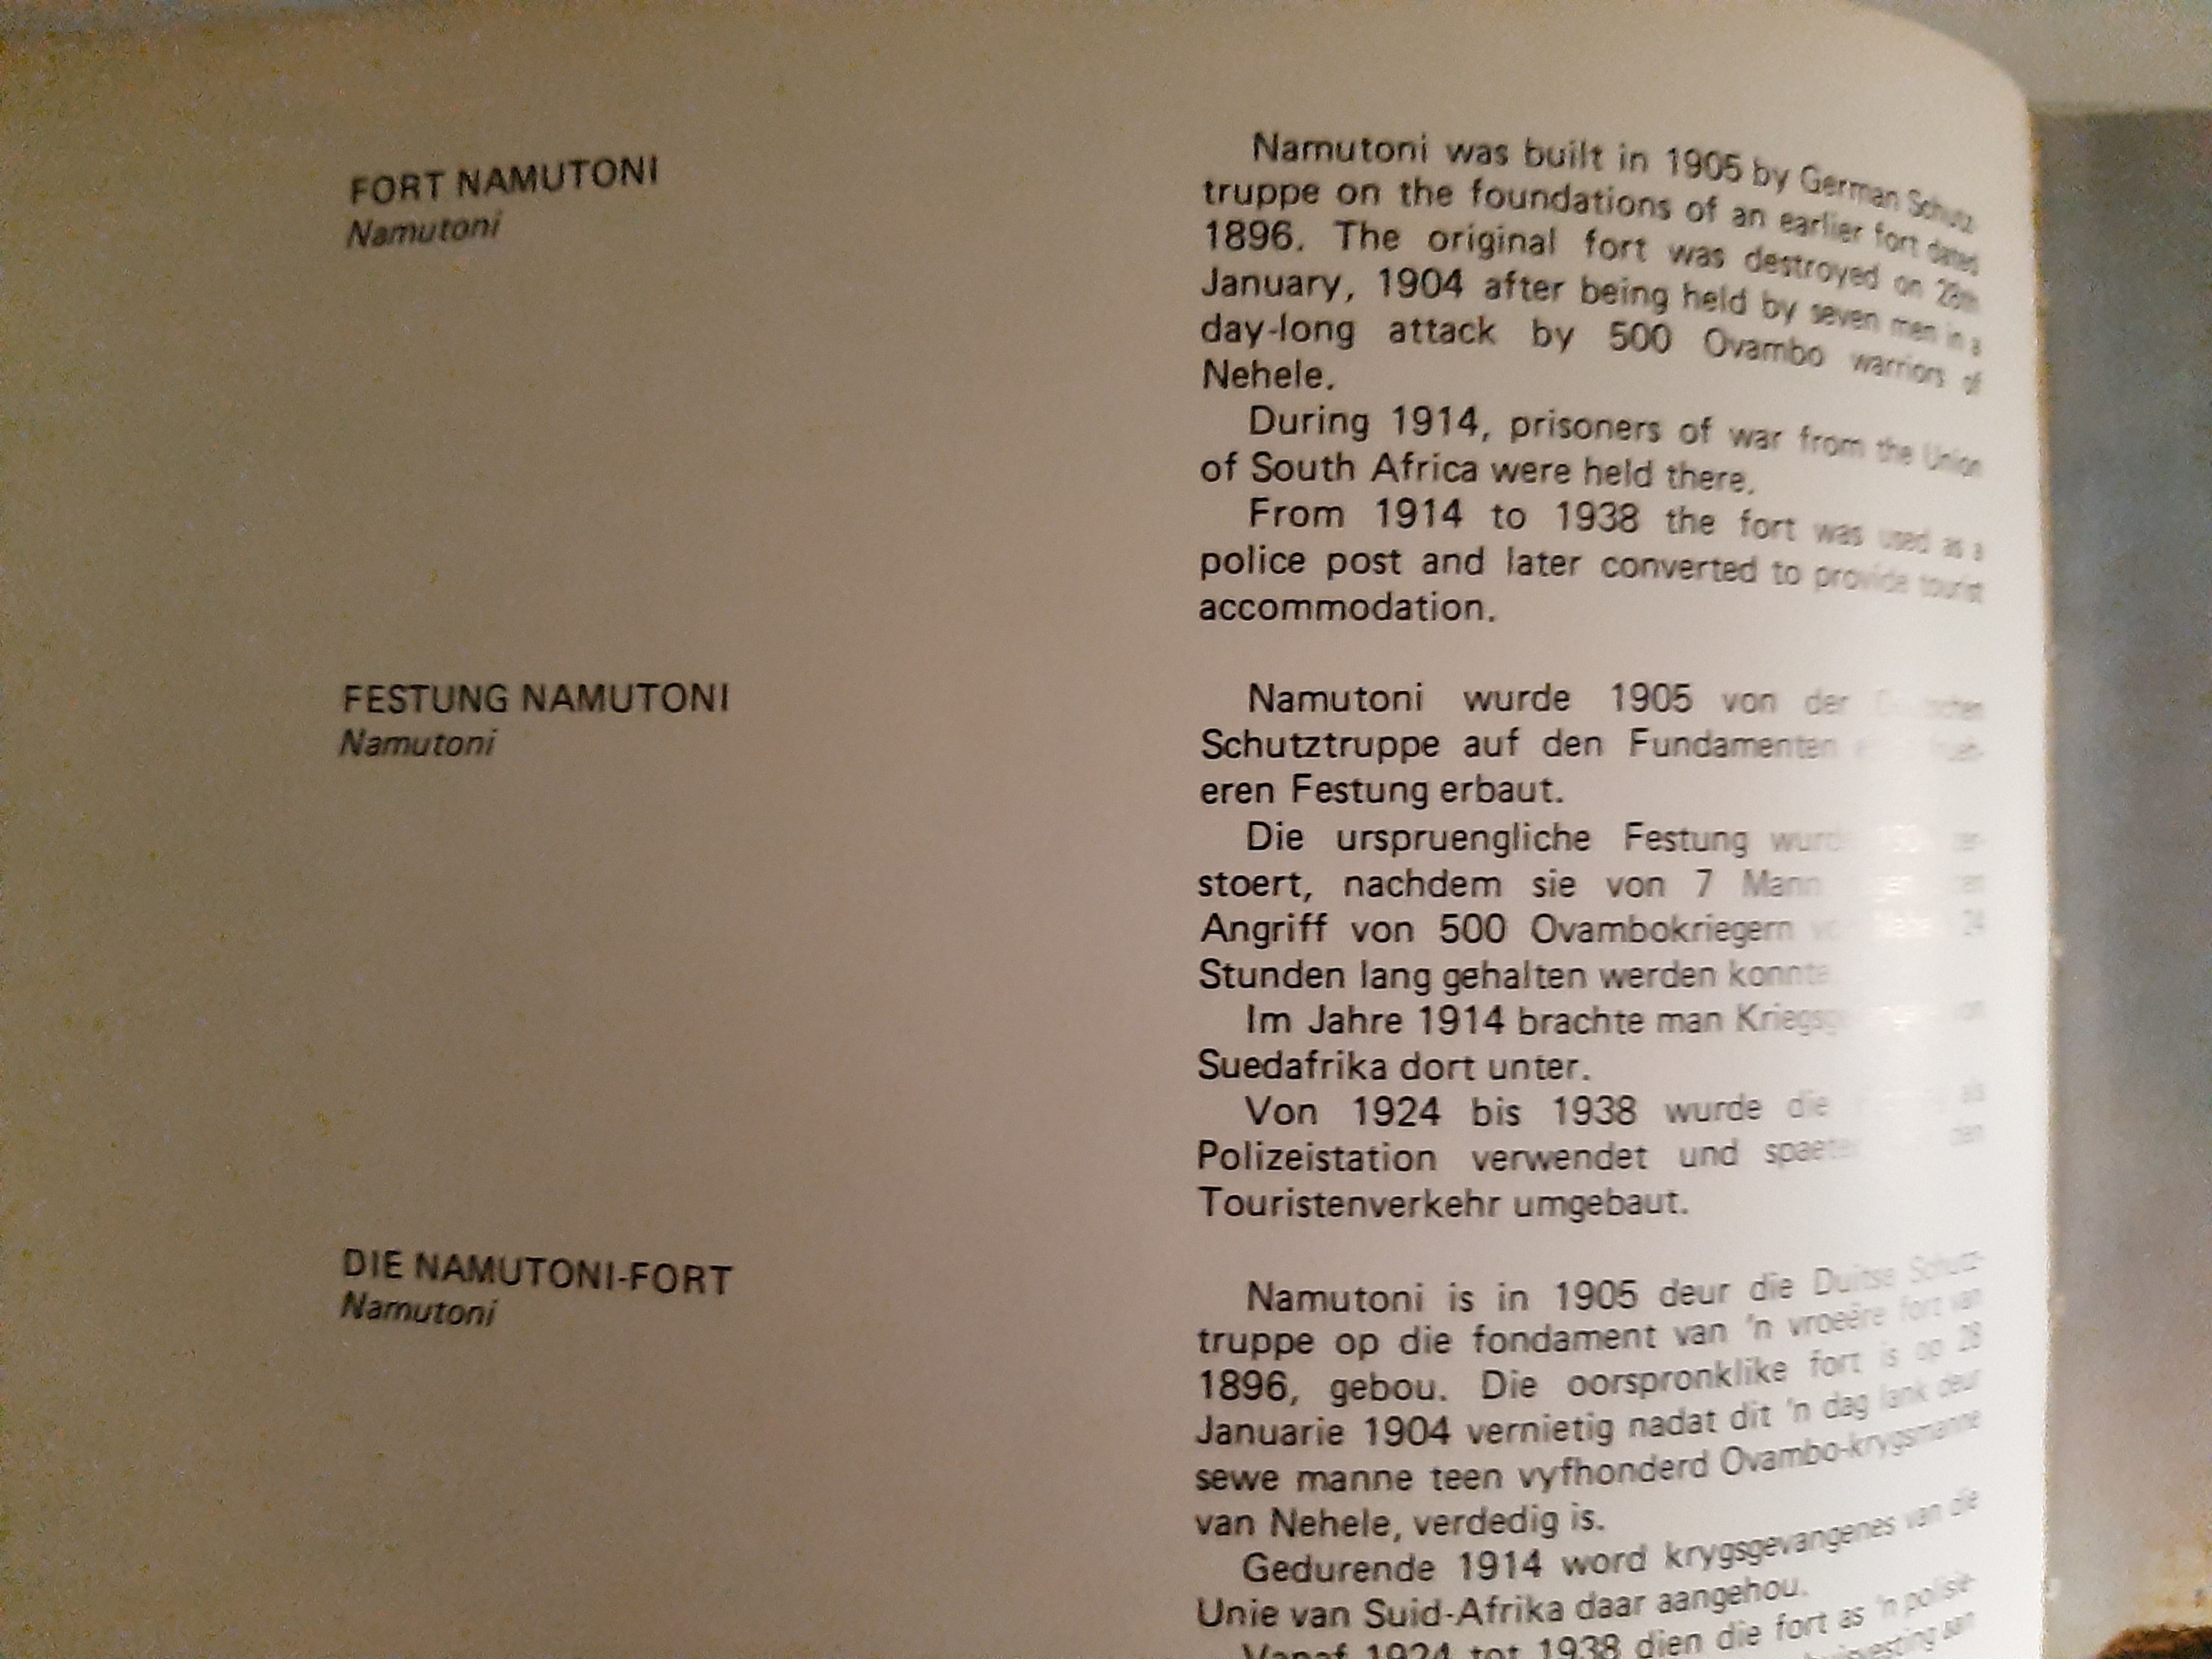 FORT NAMUTONI
Namutoni
Namutoni was built in 1905 by German Schutz-
truppe on the foundations of an earlier fort dated
1896. The original fort was destroyed on 28th
January, 1904 after being held by seven men in a
day-long attack by 500 Ovambo warriors of
Nehele.
During 1914, prisoners of war from the Union
of South Africa were held there.
From 1914 to 1938 the fort was used as a
police post and later converted to provide tourist
accommodation.
FESTUNG NAMUTONI
Namutoni
Namutoni wurde 1905 von der
Schutztruppe auf den Fundamenten
eren Festung erbaut.
Die urspruengliche Festung zer-
stoert, nachdem sie von 7 Mann
Angriff von 500 Ovambokriegern 24
Stunden lang gehalten werden konnte.
Im Jahre 1914 brachte man von
Suedafrika dort unter.
Von 1924 bis 1938 wurde die als
Polizeistation verwendet und den
Touristenverkehr umgebaut.
DIE NAMUTONI-FORT
Namutoni
Namutoni is in 1905 deur die Duitse Schutz-
truppe op die fondament van 'n vroeëre fort van
1896, gebou. Die oorspronklike fort is op 28
Januarie 1904 vernietig nadat dit 'n dag lank deur
sewe manne teen vyfhonderd Ovambo-krygsmanne
van Nehele, verdedig is.
Gedurende 1914 word krygsgevangenes van die
Unie van Suid-Afrika daar aangehou.
Vanaf 1924 tot 1938 dien die fort as 'n polisie-